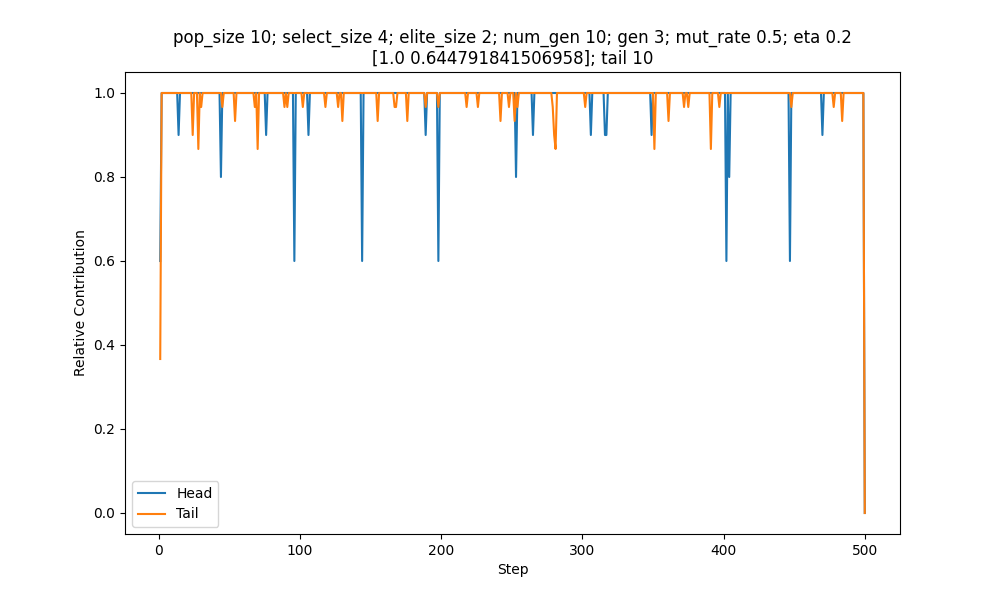 pop_size 10; select_size 4; elite_size 2; num_gen 10; gen 3; mut_rate 0.5; eta 0.2
[1.0 0.644791841506958]; tail 10
Relative Contribution
1.0
0.8
0.6
0.4
0.2
0.0
Head
Tail
0
100
200
300
400
500
Step